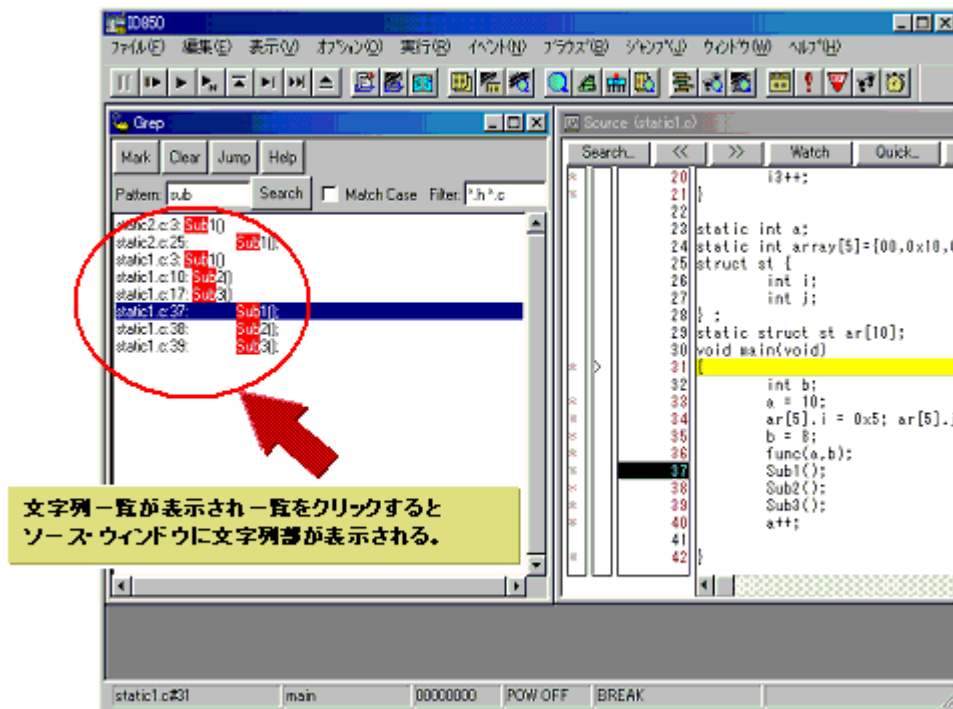 ID850
ファイル(F) 編集(E) 表示(V) オプション(O) 実行(R) イベント(N) ブラウズ(B) ジャンプ(J) ウィンドウ(W) ヘルプ(H)
Grep
Mark Clear Jump Help
Pattern: sub Search Match Case Filter: *.h *.c
static2.c:3: Sub1()
static2.c:25: Sub1();
static1.c:3: Sub1()
static1.c:10: Sub2()
static1.c:17: Sub3()
static1.c:37: Sub1();
static1.c:38: Sub2();
static1.c:39: Sub3();
文字列一覧が表示され一覧をクリックすると
ソース・ウィンドウに文字列部が表示される。
Source (static1.c)
Search... << >> Watch Quick...
20 i3++;
21 }
22
23 static int a;
24 static int array[5]={00,0x10,
25 struct st {
26 int i;
27 int j;
28 } ;
29 static struct st ar[10];
30 void main(void)
31 {
32 int b;
33 a = 10;
34 ar[5].i = 0x5; ar[5].
35 b = 8;
36 func(a,b);
37 Sub1();
38 Sub2();
39 Sub3();
40 a++;
41
42 }
static1.c#31 main 00000000 POW OFF BREAK